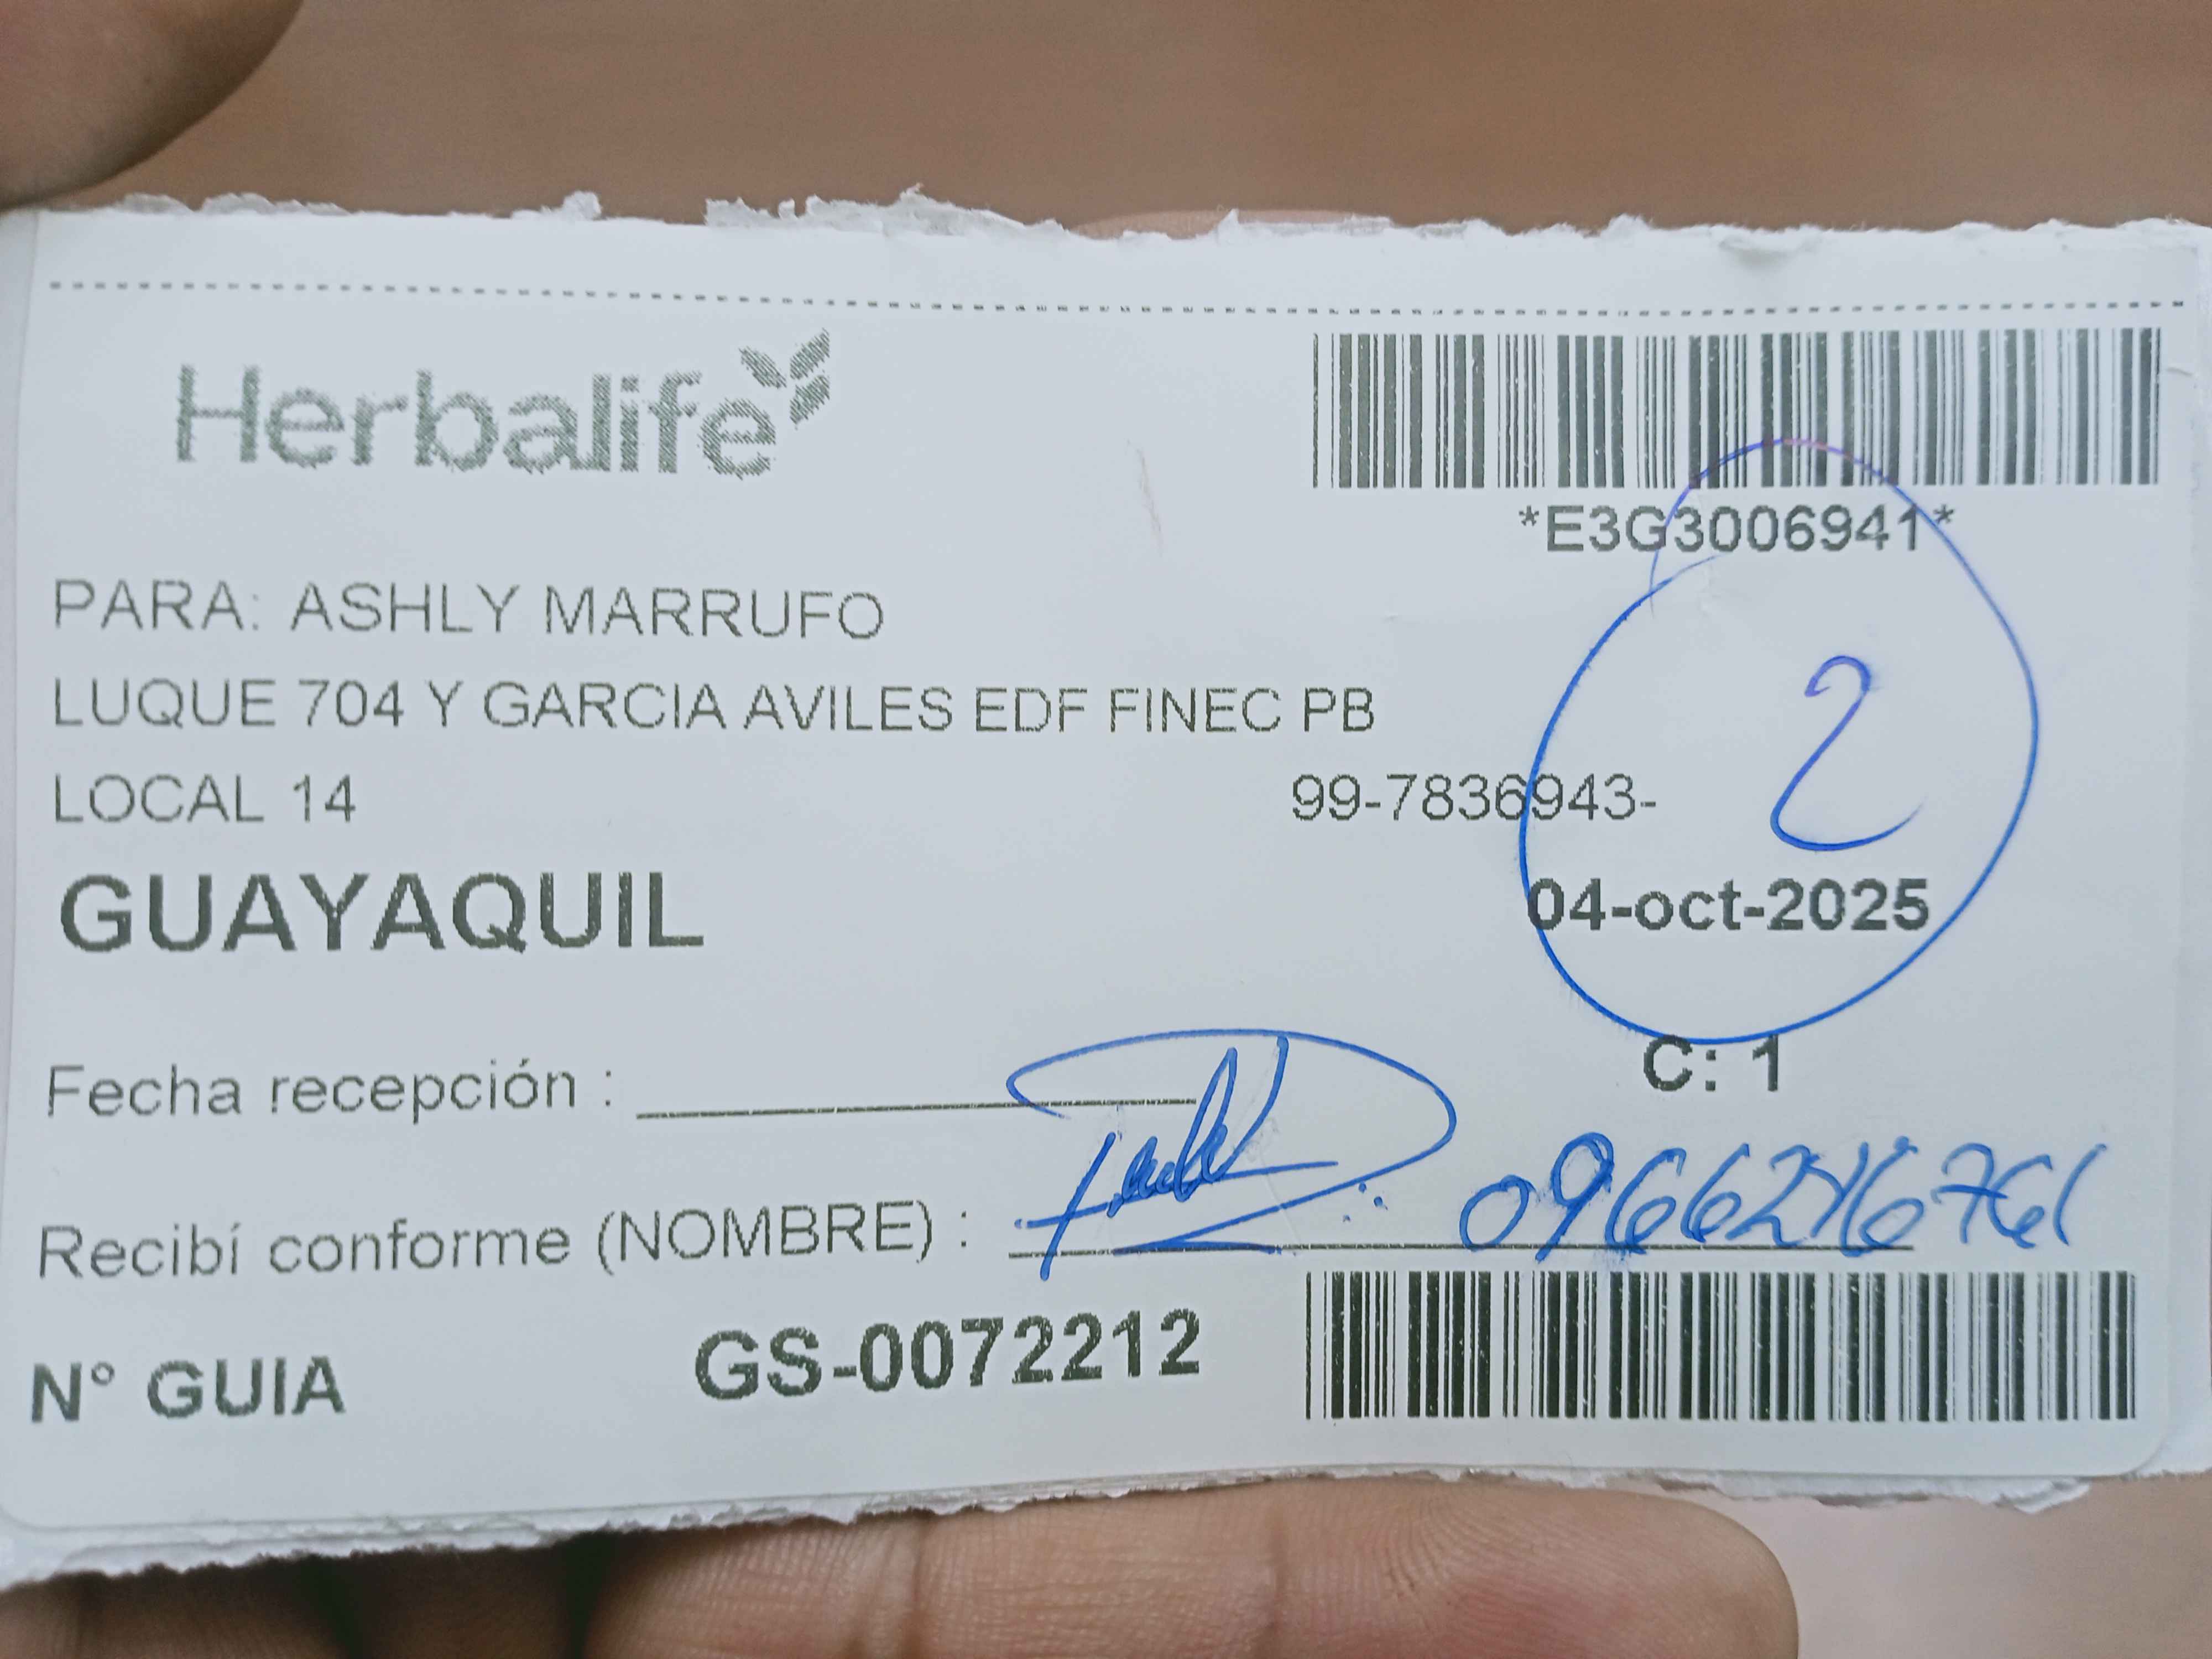 Herbalife
*E3G3006941*
PARA: ASHLY MARRUFO
LUQUE 704 Y GARCIA AVILES EDF FINEC PB
LOCAL 14 99-7836943-
2
GUAYAQUIL 04-oct-2025
C: 1
Fecha recepción :
Recibí conforme (NOMBRE) :
N° GUIA GS-0072212